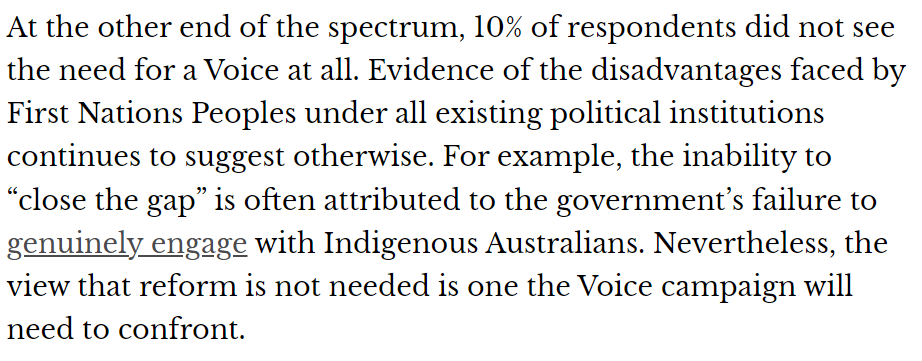 At the other end of the spectrum, 10% of respondents did not see
the need for a Voice at all. Evidence of the disadvantages faced by
First Nations Peoples under all existing political institutions
continues to suggest otherwise. For example, the inability to
“close the gap” is often attributed to the government’s failure to
genuinely engage with Indigenous Australians. Nevertheless, the
view that reform is not needed is one the Voice campaign will
need to confront.